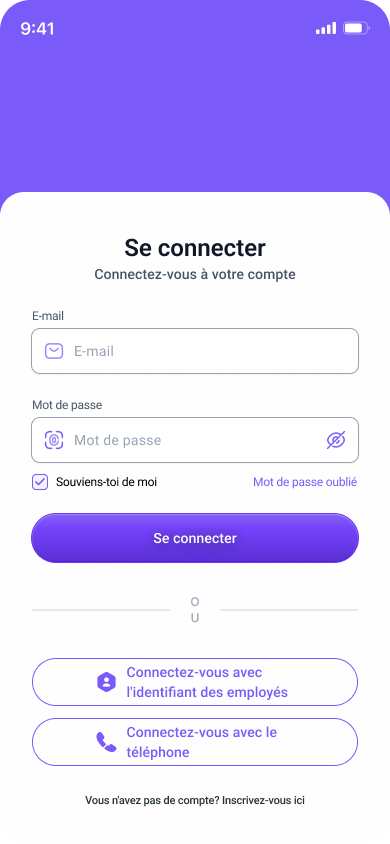 9:41
Se connecter
Connectez-vous à votre compte
E-mail
E-mail
Mot de passe
Mot de passe
Souviens-toi de moi
Mot de passe oublié
Se connecter
O
U
Connectez-vous avec
l'identifiant des employés
Connectez-vous avec le
téléphone
Vous n'avez pas de compte? Inscrivez-vous ici